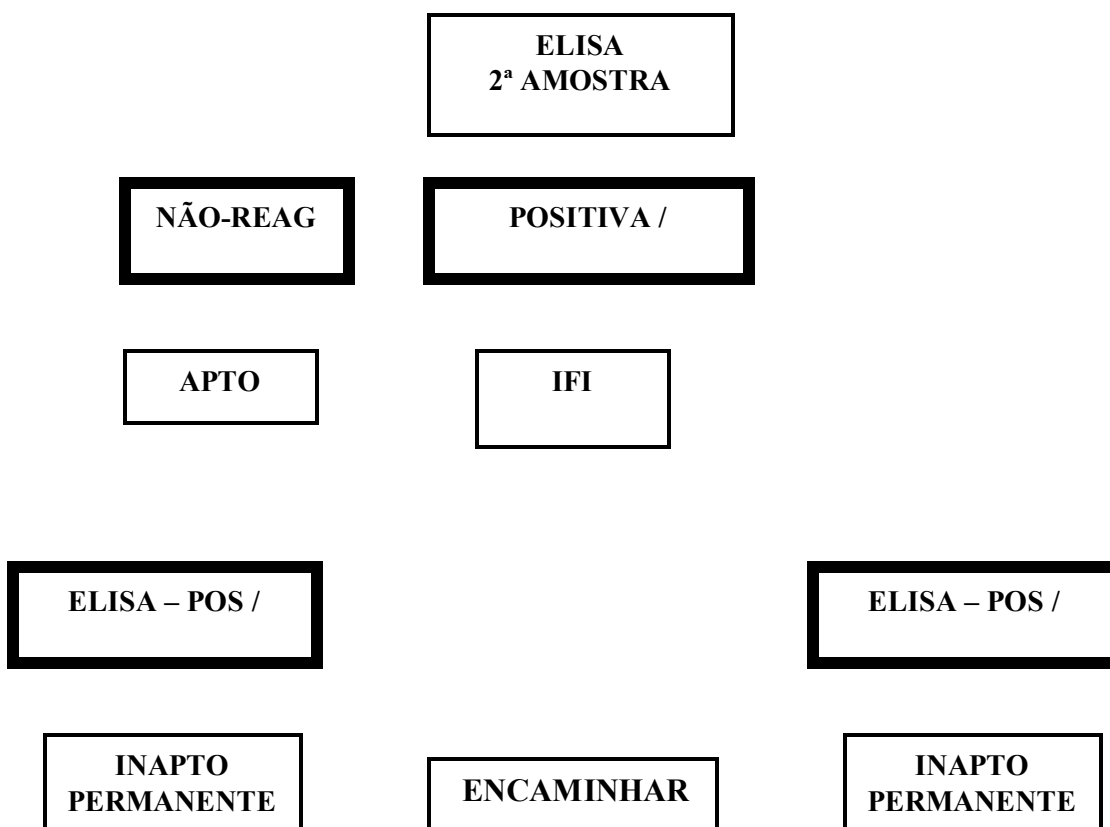 ELISA
2ª AMOSTRA
NÃO-REAG
POSITIVA /
APTO
IFI
ELISA – POS /
ELISA – POS /
INAPTO
PERMANENTE
ENCAMINHAR
INAPTO
PERMANENTE